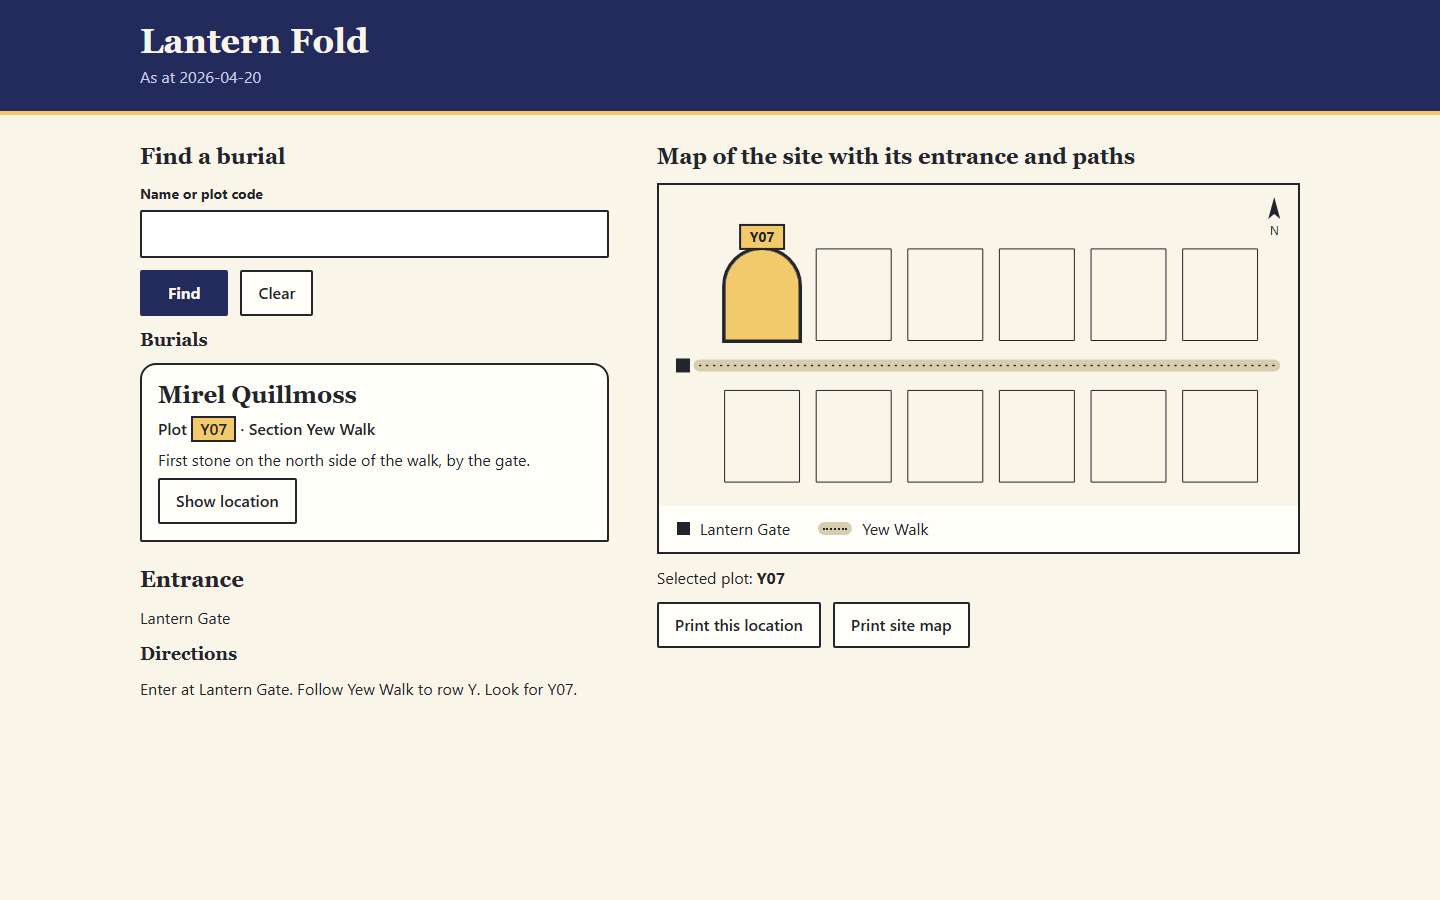 Lantern Fold
As at 2026-04-20
Find a burial
Name or plot code
Find
Clear
Burials
Mirel Quillmoss
Plot Y07 · Section Yew Walk
First stone on the north side of the walk, by the gate.
Show location
Entrance
Lantern Gate
Directions
Enter at Lantern Gate. Follow Yew Walk to row Y. Look for Y07.
Map of the site with its entrance and paths
N
Y07
Lantern Gate
Yew Walk
Selected plot: Y07
Print this location
Print site map